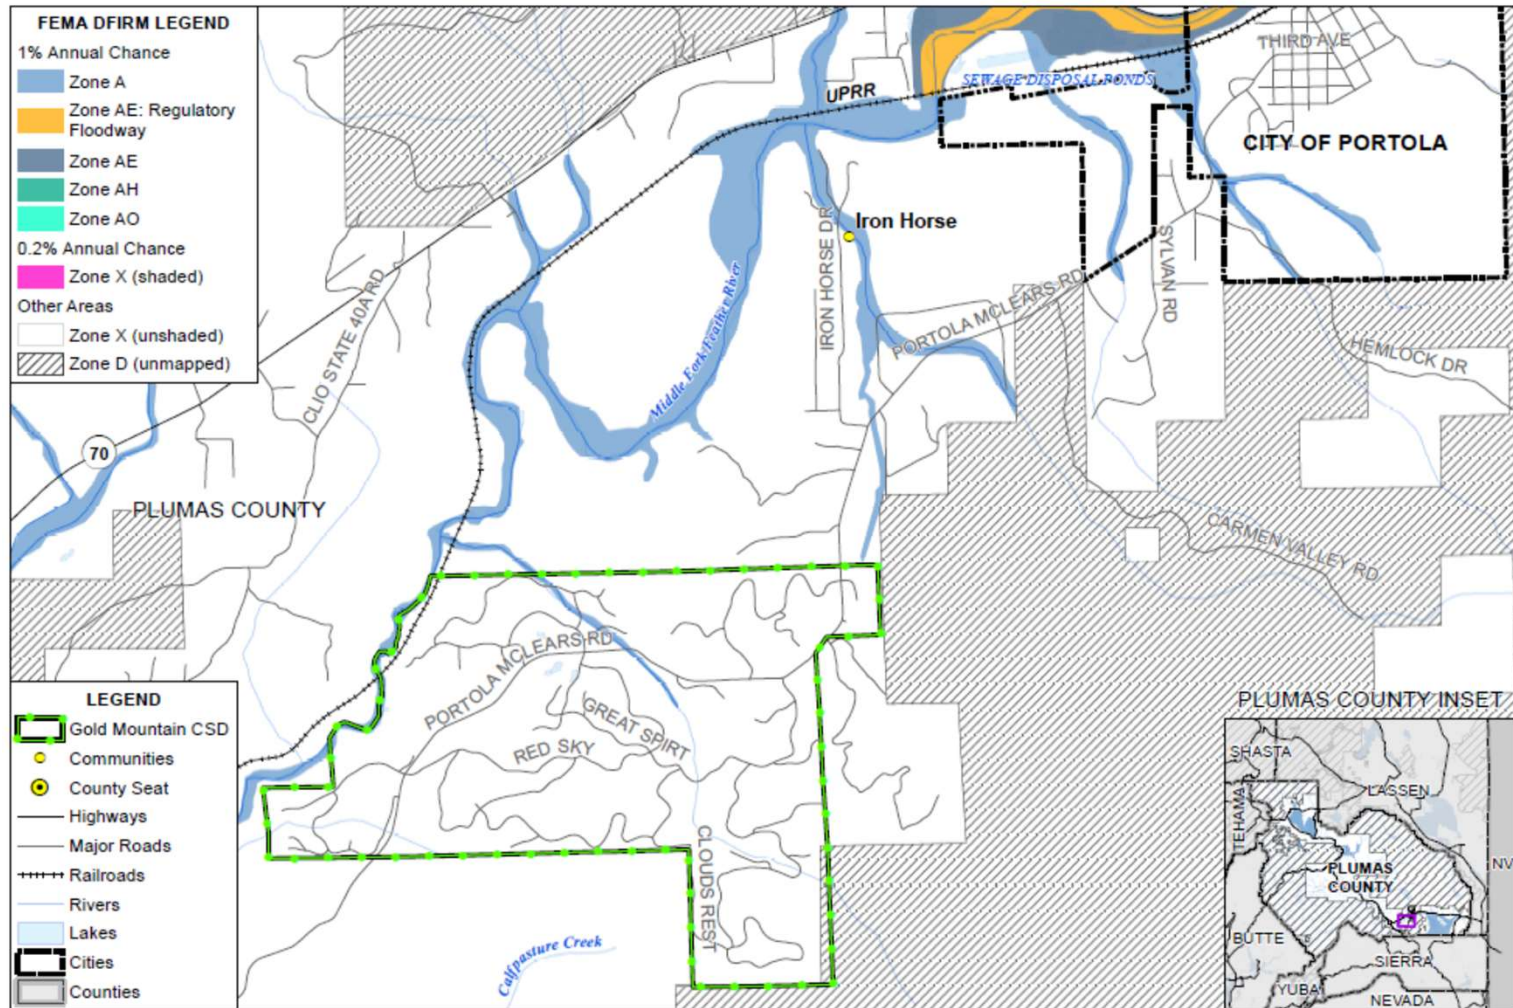 FEMA DFIRM LEGEND
1% Annual Chance
Zone A
Zone AE: Regulatory
Floodway
Zone AE
Zone AH
Zone AO
0.2% Annual Chance
Zone X (shaded)
Other Areas
Zone X (unshaded)
Zone D (unmapped)
THIRD AVE
UPRR
SEWAGE DISPOSAL PONDS
CITY OF PORTOLA
Iron Horse
IRON HORSE DR
SYLVAN RD
PORTOLA MCLEARS RD
HEMLOCK DR
CLIO STATE 40A RD
Middle Fork Feather River
70
PLUMAS COUNTY
CARMEN VALLEY RD
PORTOLA MCLEARS RD
GREAT SPIRT
RED SKY
CLOUDS REST
Calfpasture Creek
LEGEND
Gold Mountain CSD
Communities
County Seat
Highways
Major Roads
Railroads
Rivers
Lakes
Cities
Counties
PLUMAS COUNTY INSET
SHASTA
LASSEN
TEHAMA
PLUMAS
COUNTY
NV
BUTTE
SIERRA
YUBA
NEVADA